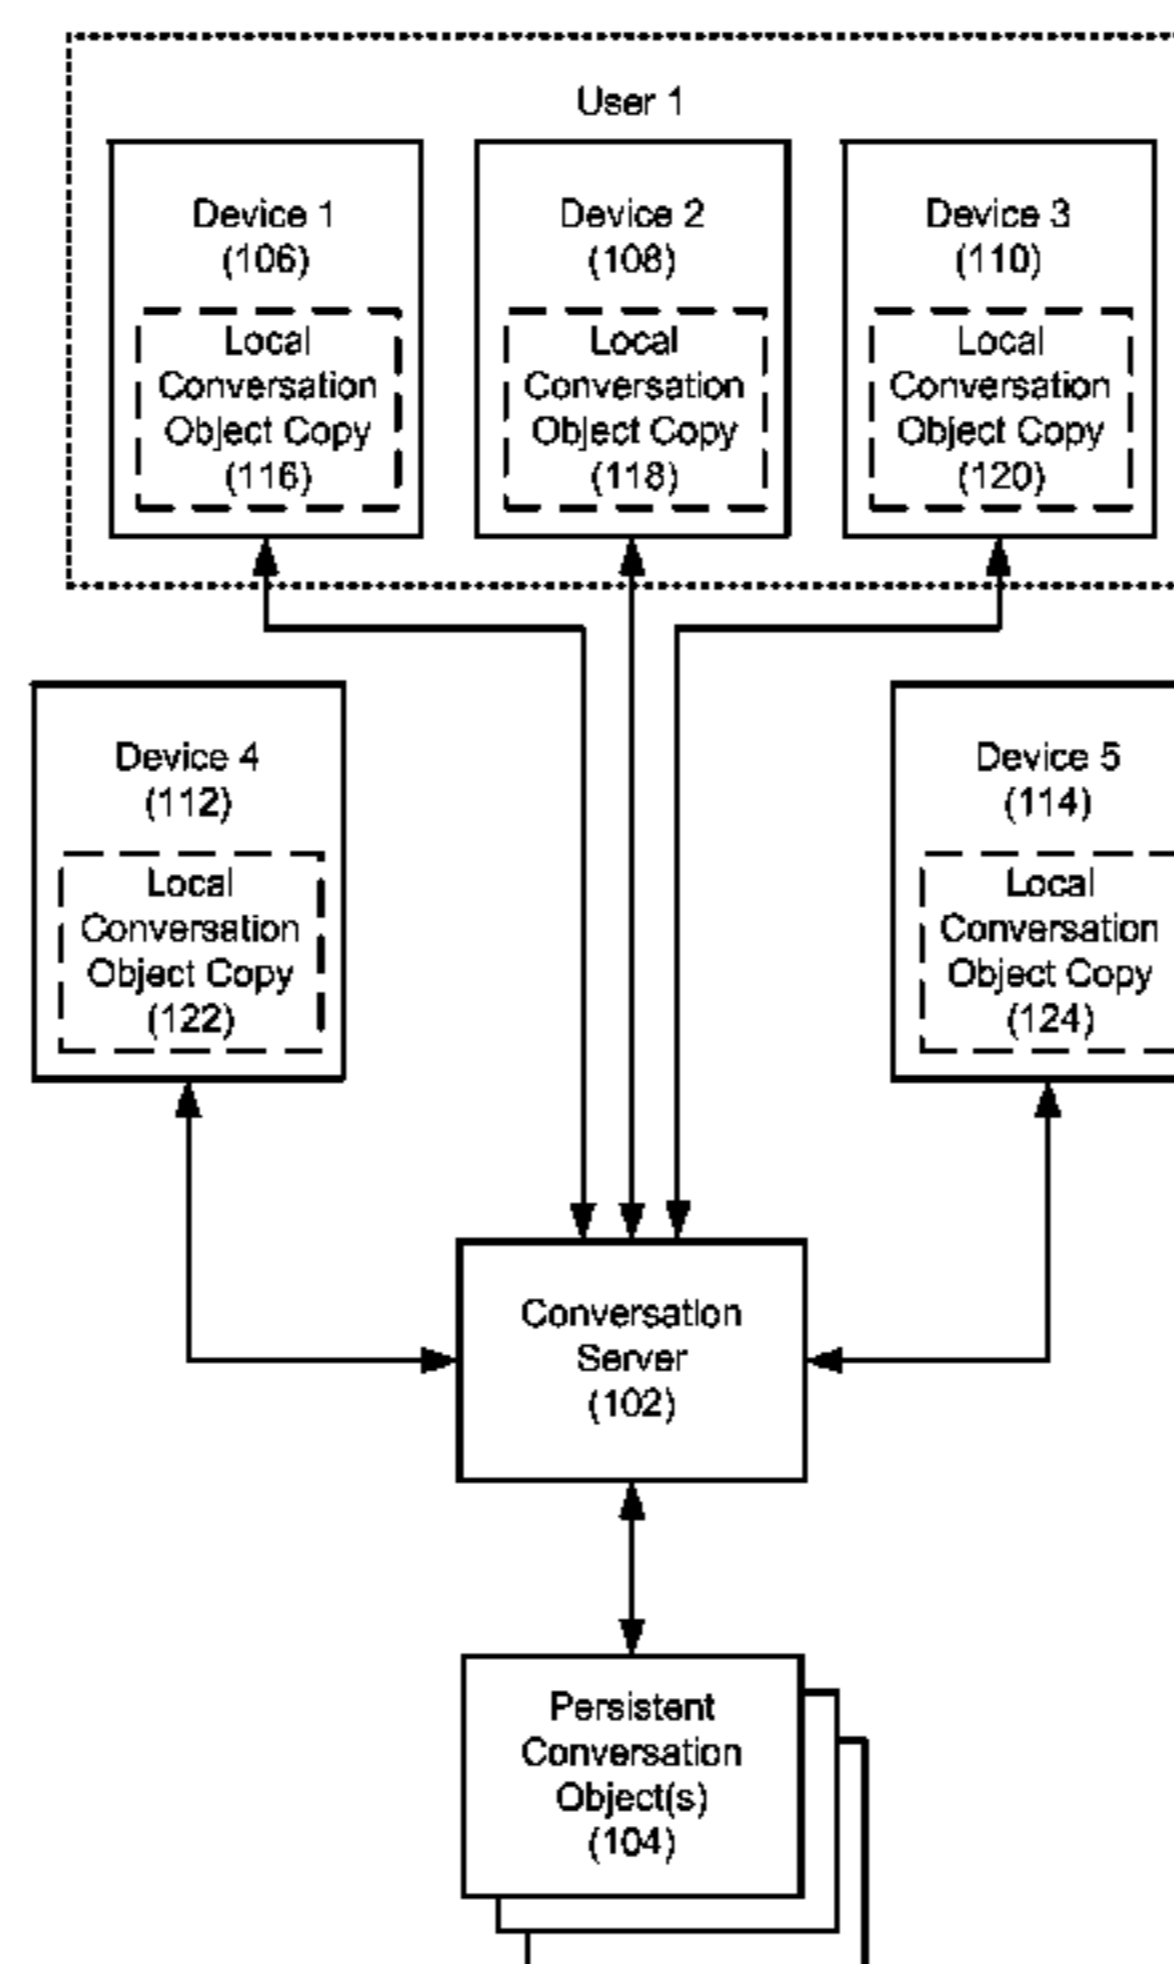 User 1
Device 1
(106)
Local
Conversation
Object Copy
(116)
Device 2
(108)
Local
Conversation
Object Copy
(118)
Device 3
(110)
Local
Conversation
Object Copy
(120)
Device 4
(112)
Local
Conversation
Object Copy
(122)
Device 5
(114)
Local
Conversation
Object Copy
(124)
Conversation
Server
(102)
Persistent
Conversation
Object(s)
(104)